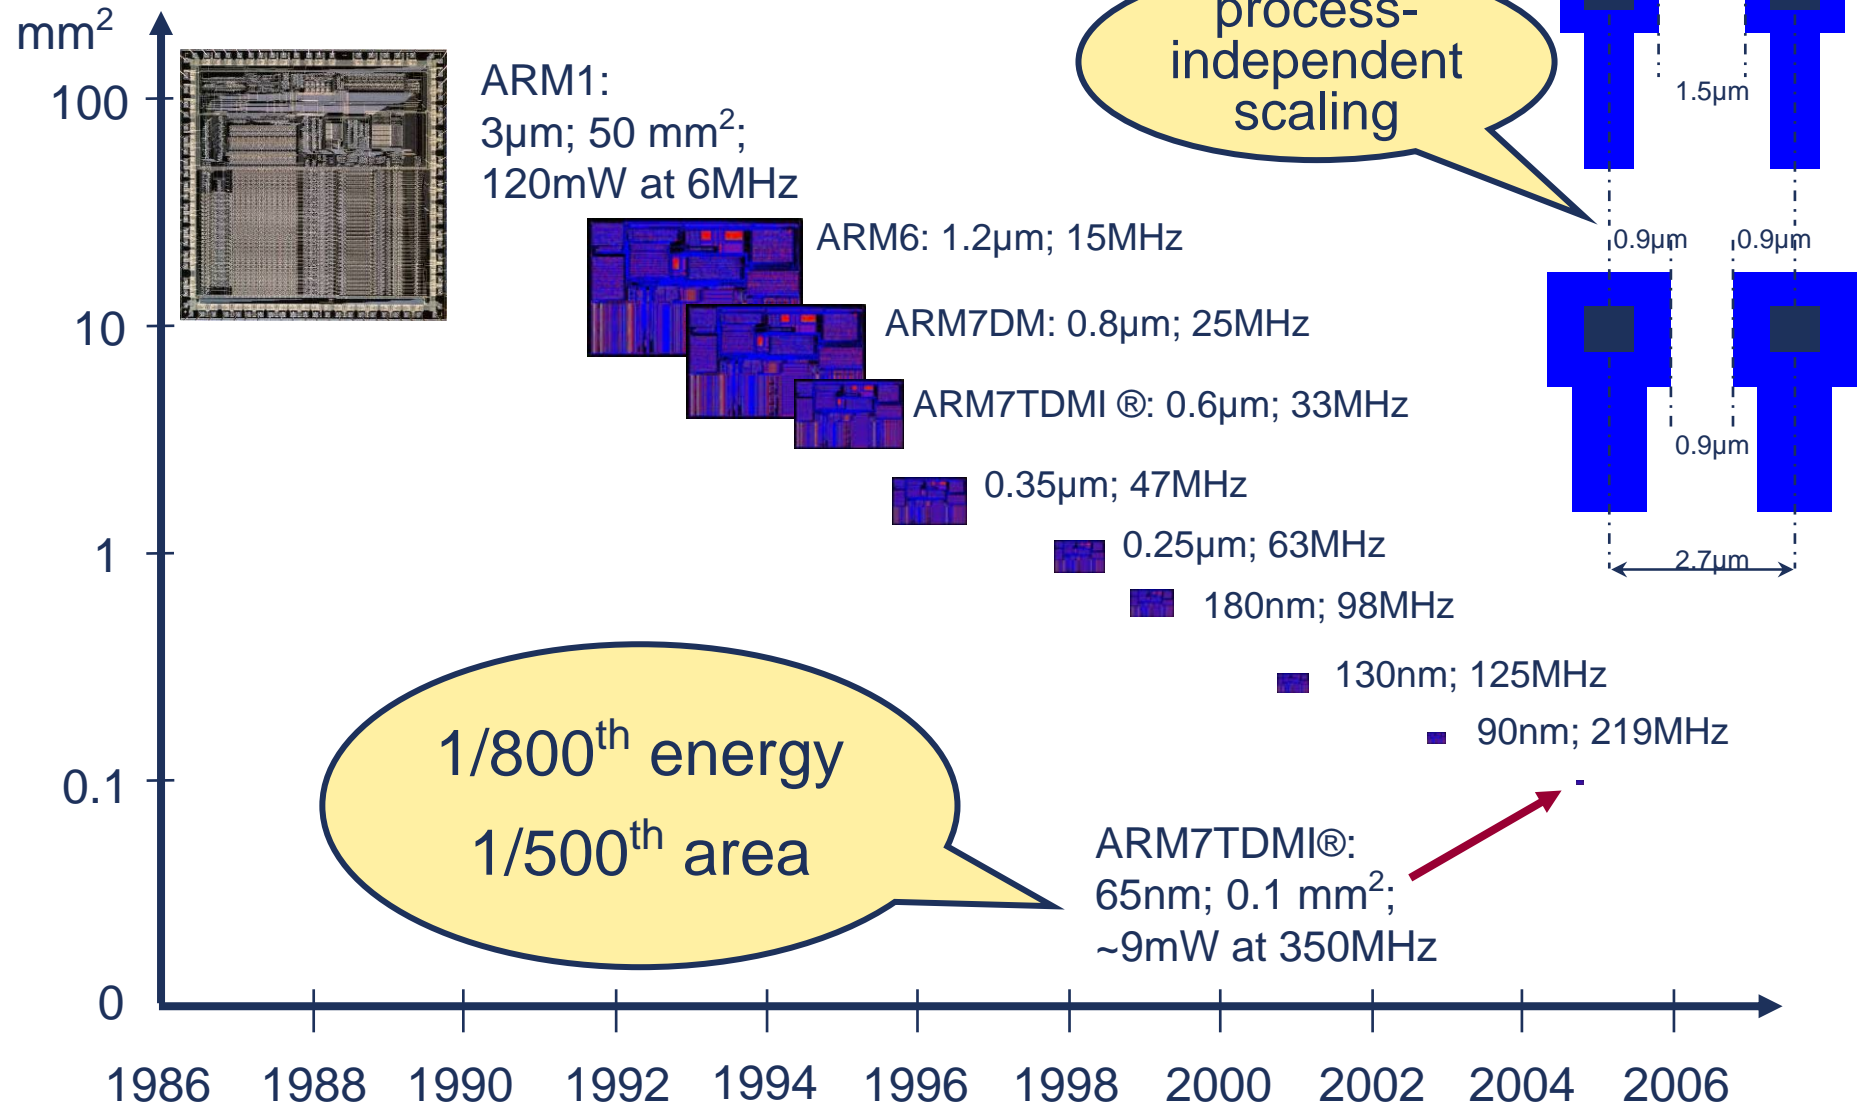 mm²
100
10
1
0.1
0
ARM1:
3µm; 50 mm²;
120mW at 6MHz
process-
independent
scaling
1.5µm
ARM6: 1.2µm; 15MHz
0.9µm
0.9µm
ARM7DM: 0.8µm; 25MHz
ARM7TDMI ®: 0.6µm; 33MHz
0.9µm
0.35µm; 47MHz
0.25µm; 63MHz
2.7µm
180nm; 98MHz
130nm; 125MHz
90nm; 219MHz
1/800th energy
1/500th area
ARM7TDMI®:
65nm; 0.1 mm²;
~9mW at 350MHz
1986 1988 1990 1992 1994 1996 1998 2000 2002 2004 2006